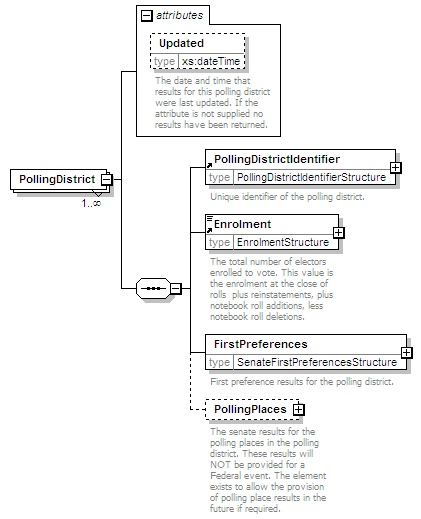 attributes
Updated
type xs:dateTime
The date and time that
results for this polling district
were last updated. If the
attribute is not supplied no
results have been returned.
PollingDistrict
1..∞
PollingDistrictIdentifier
type PollingDistrictIdentifierStructure
Unique identifier of the polling district.
Enrolment
type EnrolmentStructure
The total number of electors
enrolled to vote. This value is
the enrolment at the close of
rolls plus reinstatements, plus
notebook roll additions, less
notebook roll deletions.
FirstPreferences
type SenateFirstPreferencesStructure
First preference results for the polling district.
PollingPlaces
The senate results for the
polling places in the polling
district. These results will
NOT be provided for a
Federal event. The element
exists to allow the provision
of polling place results in the
future if required.